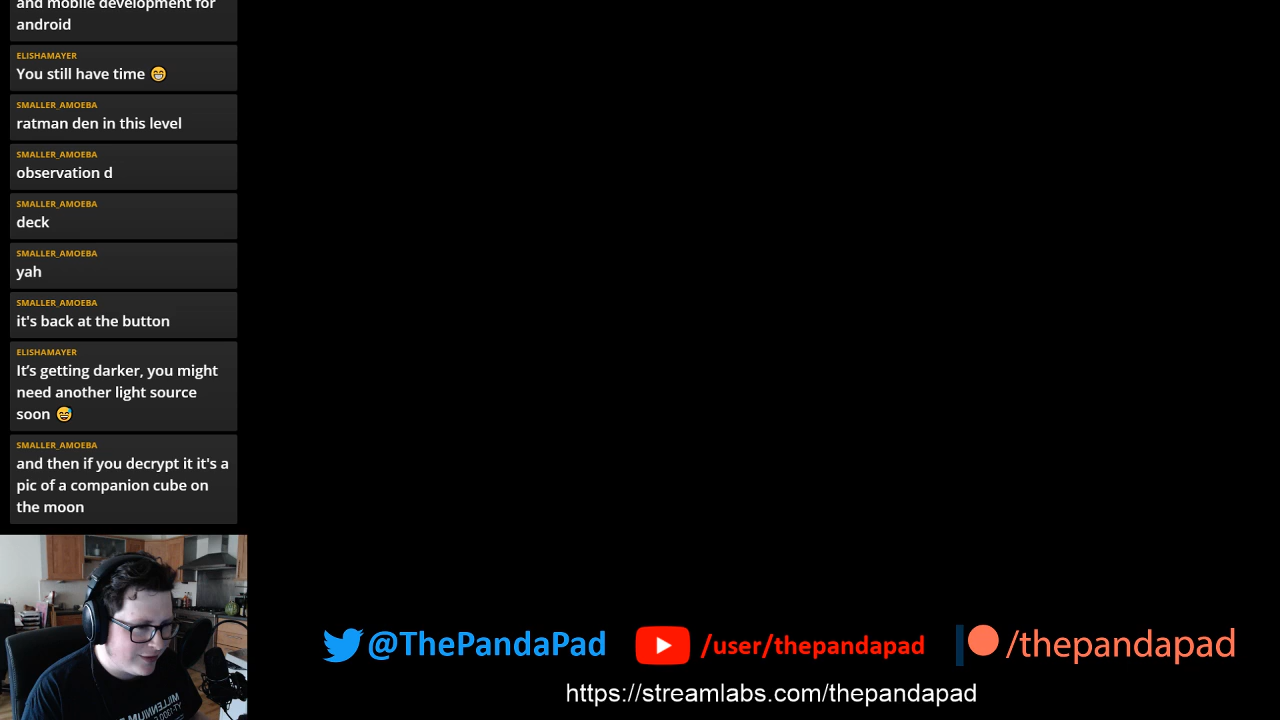 and mobile development for
android
ELISHAMAYER
You still have time 😁
SMALLER_AMOEBA
ratman den in this level
SMALLER_AMOEBA
observation d
SMALLER_AMOEBA
deck
SMALLER_AMOEBA
yah
SMALLER_AMOEBA
it's back at the button
ELISHAMAYER
It’s getting darker, you might
need another light source
soon 😅
SMALLER_AMOEBA
and then if you decrypt it it's a
pic of a companion cube on
the moon
MILLENNIUM
@ThePandaPad
/user/thepandapad
/thepandapad
https://streamlabs.com/thepandapad